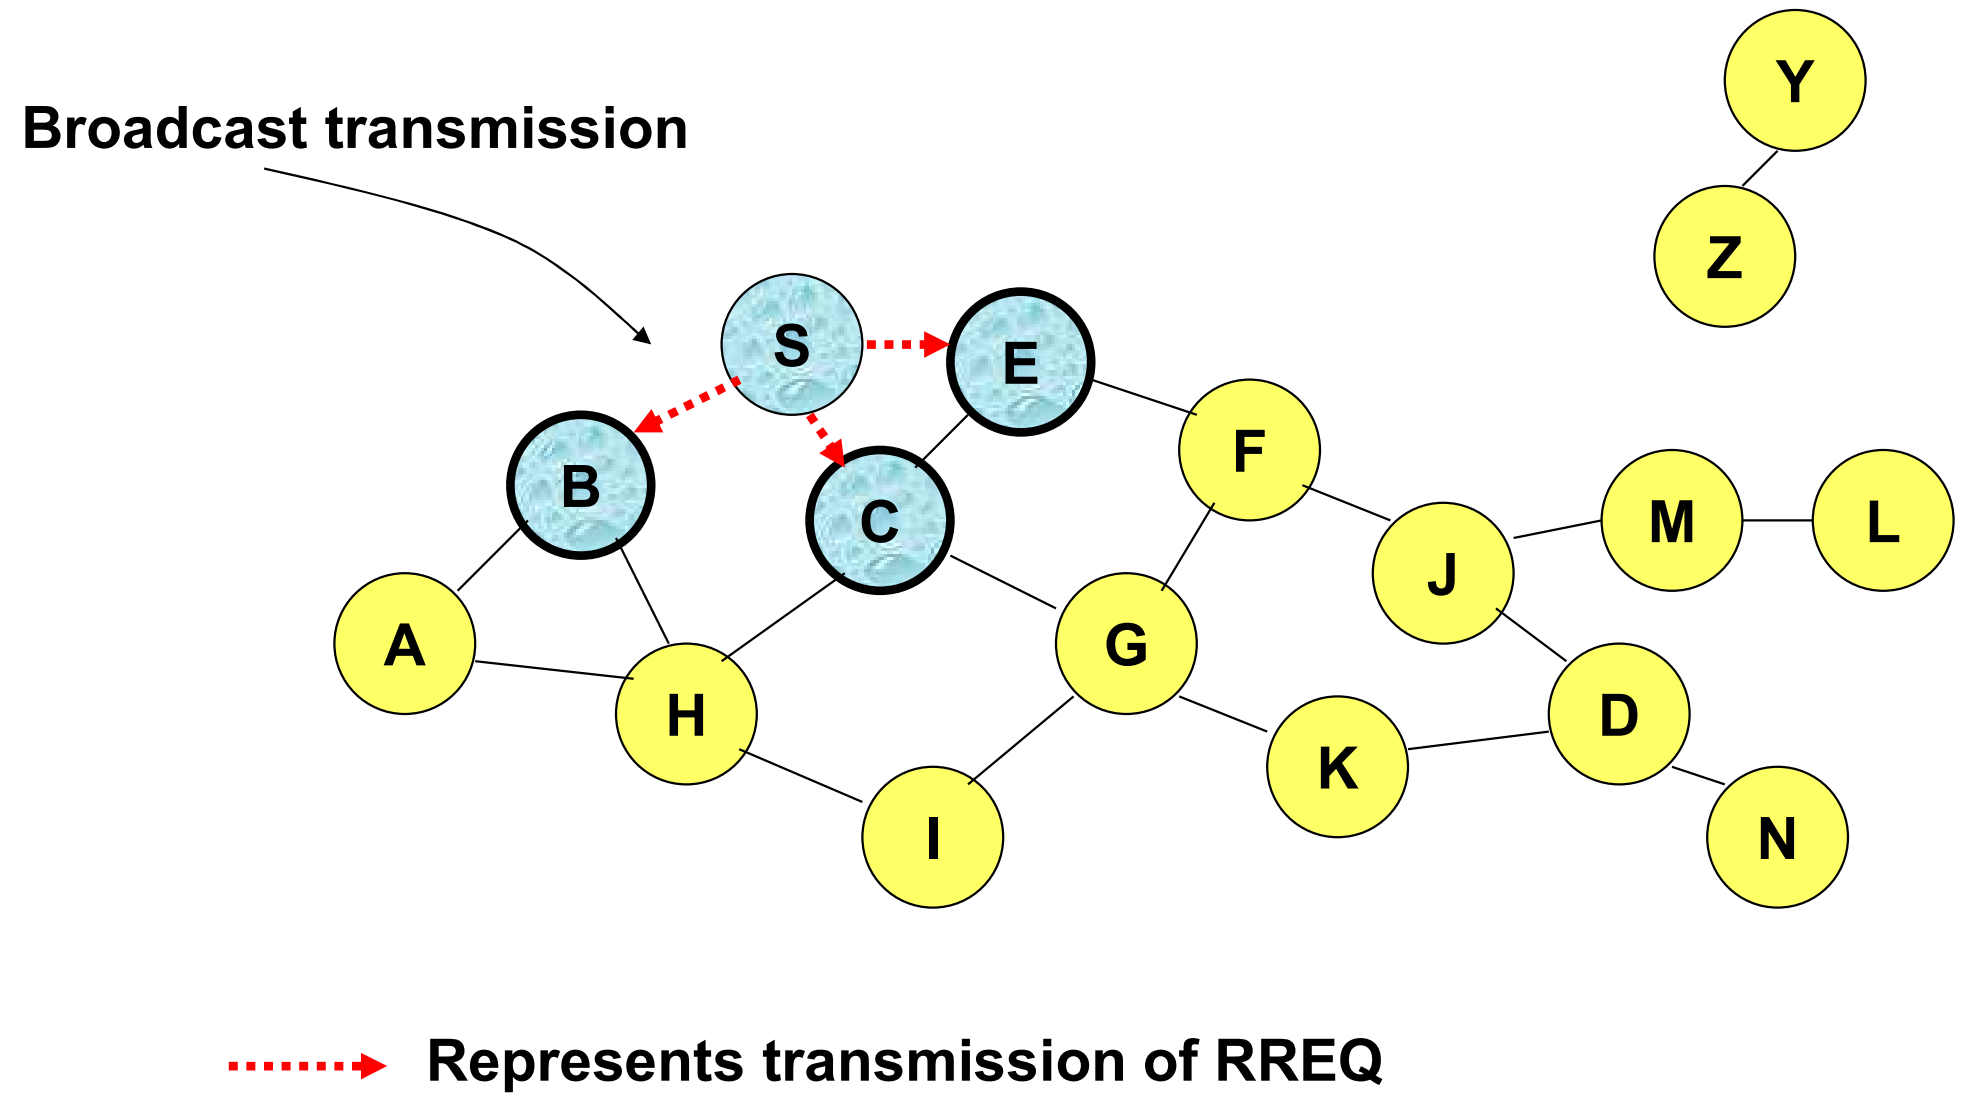 Y
Broadcast transmission
Z
S
E
B
C
F
M
L
J
A
G
H
D
K
I
N
Represents transmission of RREQ